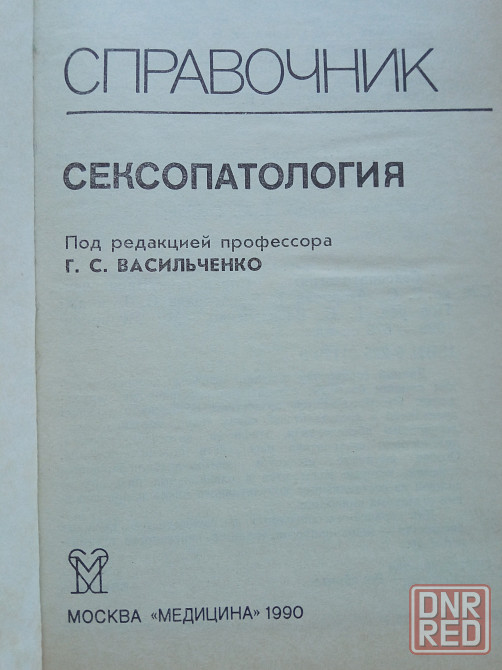 СПРАВОЧНИК
СЕКСОПАТОЛОГИЯ
Под редакцией профессора
Г. С. ВАСИЛЬЧЕНКО
МОСКВА «МЕДИЦИНА» 1990
DNR
RED